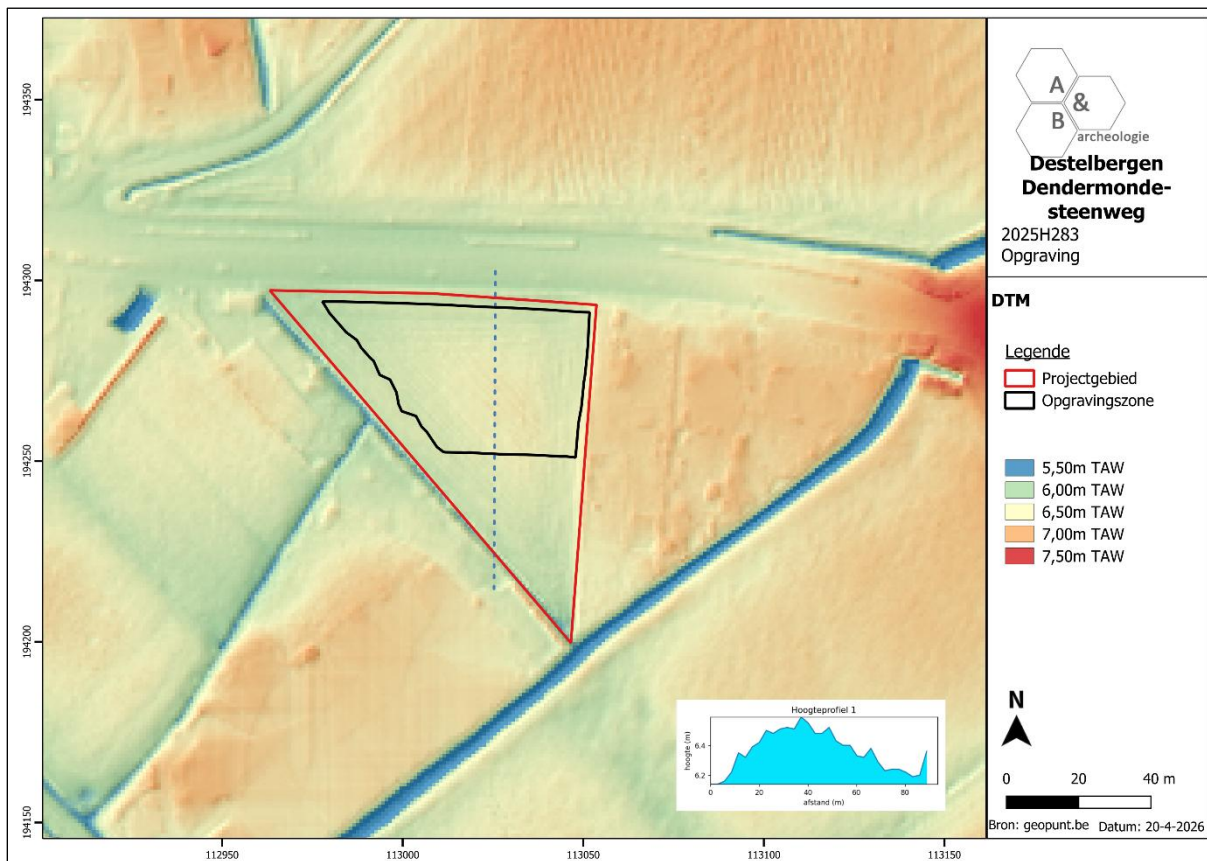 A
&
B
archeologie
Destelbergen
Dendermonde-
steenweg
2025H283
Opgraving
DTM
Legende
Projectgebied
Opgravingszone
5,50m TAW
6,00m TAW
6,50m TAW
7,00m TAW
7,50m TAW
N
0 20 40 m
Bron: geopunt.be Datum: 20-4-2026
194350
194300
194250
194200
194150
112950 113000 113050 113100 113150
Hoogteprofiel 1
hoogte (m)
6.4
6.2
0 20 40 60 80
afstand (m)